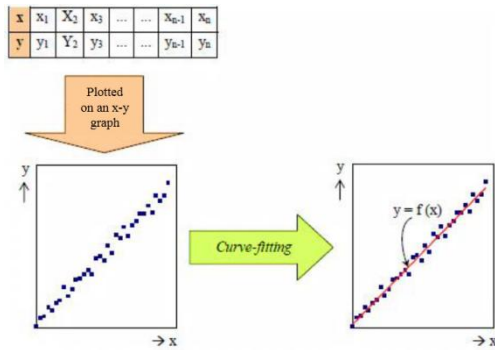 x x₁ X₂ x₃ ... ... xₙ₋₁ xₙ
y y₁ Y₂ y₃ ... ... yₙ₋₁ yₙ
Plotted
on an x-y
graph
y
y
y = f (x)
Curve-fitting
→ x
→ x